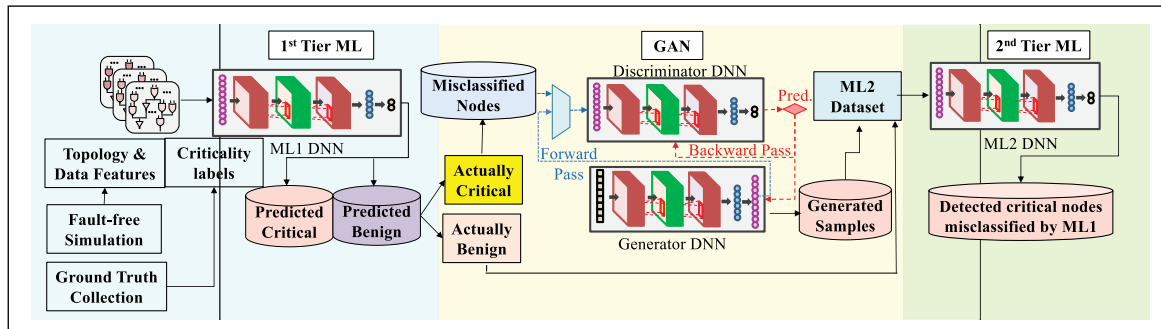 1st Tier ML
GAN
2nd Tier ML
Discriminator DNN
Misclassified
Nodes
Pred.
ML2
Dataset
ML1 DNN
ML2 DNN
Topology &
Data Features
Criticality
labels
Forward
Pass
Backward Pass
Actually
Critical
Fault-free
Simulation
Predicted
Critical
Predicted
Benign
Actually
Benign
Generator DNN
Generated
Samples
Detected critical nodes
misclassified by ML1
Ground Truth
Collection